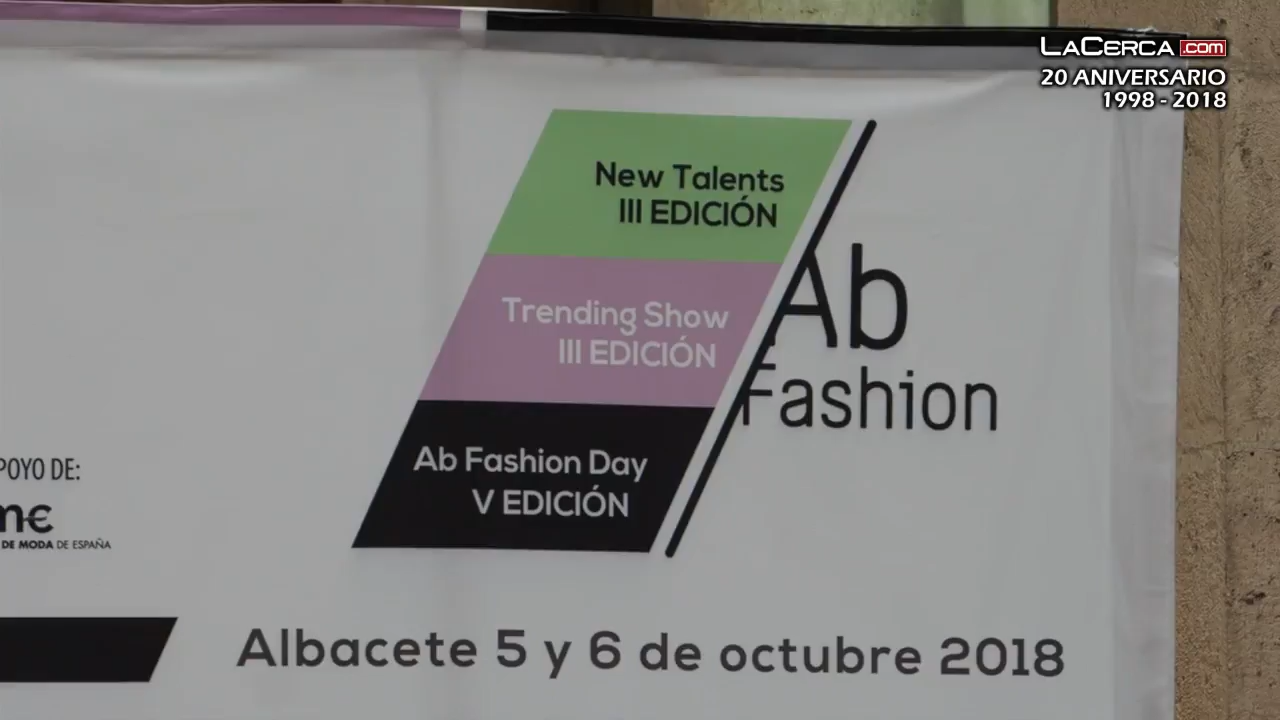 LACERCA.com
20 ANIVERSARIO
1998 - 2018
New Talents
III EDICIÓN
Trending Show
III EDICIÓN
Ab Fashion Day
V EDICIÓN
Ab
Fashion
POYO DE:
me
DE MODA DE ESPAÑA
Albacete 5 y 6 de octubre 2018